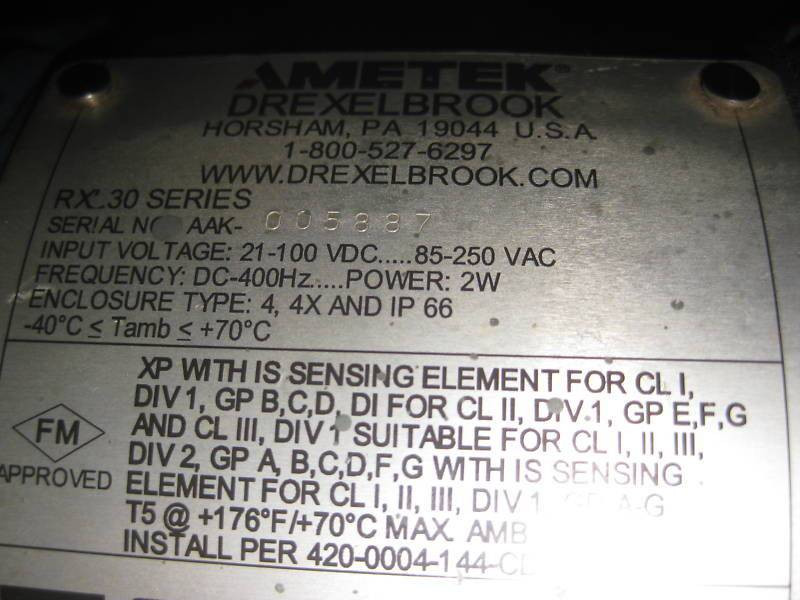 AMETEK®
DREXELBROOK
HORSHAM, PA 19044 U.S.A.
1-800-527-6297
WWW.DREXELBROOK.COM
SERIES
SERIAL AAK- 005887
INPUT VOLTAGE: 21-100 VDC.....85-250 VAC
FREQUENCY: DC-400Hz.....POWER: 2W
ENCLOSURE TYPE: 4, 4X AND IP 66
-40°C ≤ Tamb ≤ +70°C
XP WITH IS SENSING ELEMENT FOR CL I,
DIV 1, GP B,C,D, DI FOR CL II, DIV.1, GP E,F,G
AND CL III, DIV 1 SUITABLE FOR CL I, II, III,
DIV 2, GP A, B,C,D,F,G WITH IS SENSING
ELEMENT FOR CL I, II, III, DIV 1, GP A-G
T5 @ +176°F/+70°C MAX. AMB
INSTALL PER
FM
APPROVED